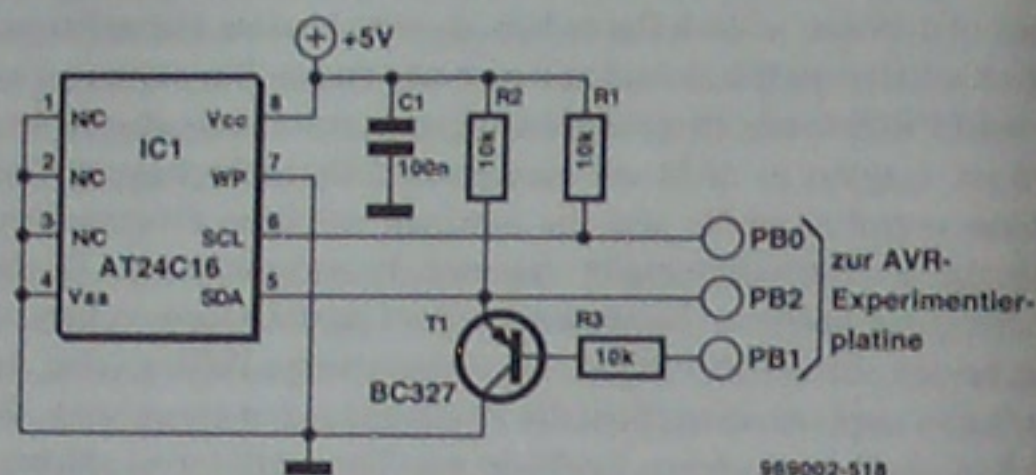 +5V
1 N/C Vcc 8
IC1
C1
R2
R1
2 N/C WP 7
100n
10k
10k
3 N/C SCL 6
PB0
AT24C16
zur AVR-
4 Vss SDA 5
PB2
Experimentier-
T1
R3
platine
10k
PB1
BC327
969002-518